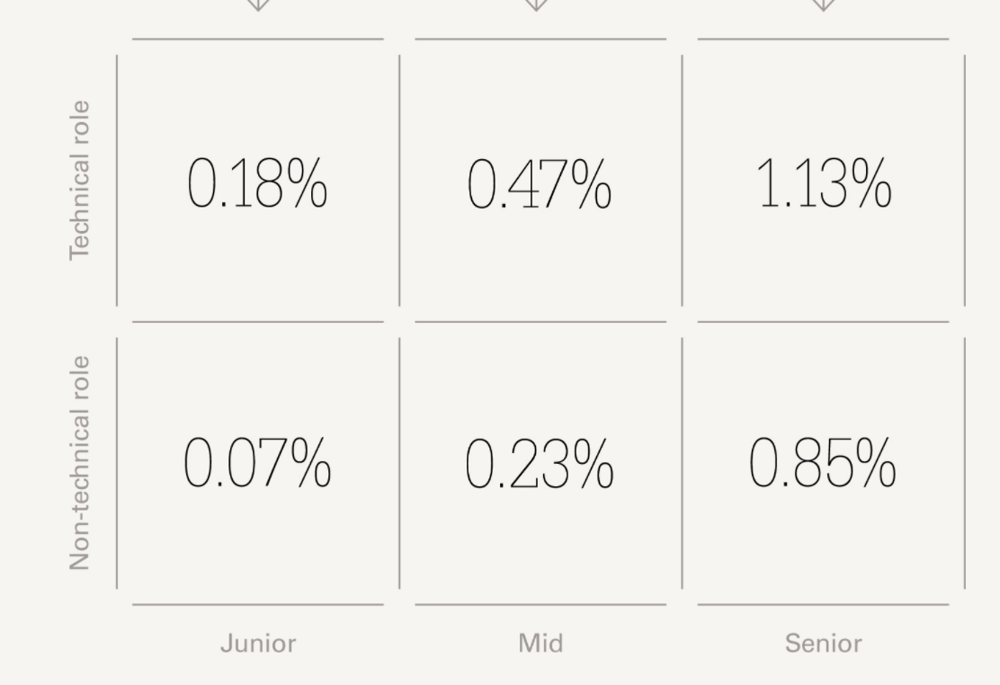 Technical role
0.18% 0.47% 1.13%
Non-technical role
0.07% 0.23% 0.85%
Junior Mid Senior